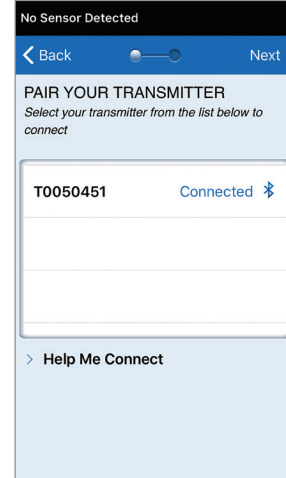 No Sensor Detected
Back Next
PAIR YOUR TRANSMITTER
Select your transmitter from the list below to
connect
T0050451 Connected
Help Me Connect